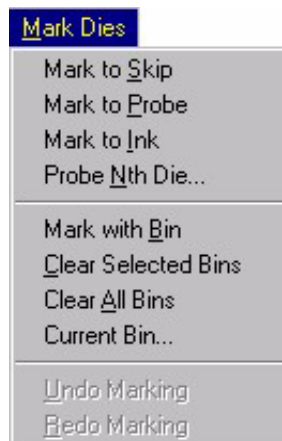 Mark Dies
Mark to Skip
Mark to Probe
Mark to Ink
Probe Nth Die...
Mark with Bin
Clear Selected Bins
Clear All Bins
Current Bin...
Undo Marking
Redo Marking